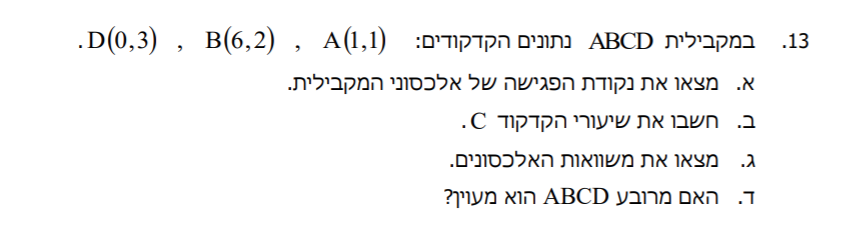 13. במקבילית ABCD נתונים הקדקודים: A(1,1) , B(6,2) , D(0,3).
א. מצאו את נקודת הפגישה של אלכסוני המקבילית.
ב. חשבו את שיעורי הקדקוד C.
ג. מצאו את משוואות האלכסונים.
ד. האם מרובע ABCD הוא מעוין?